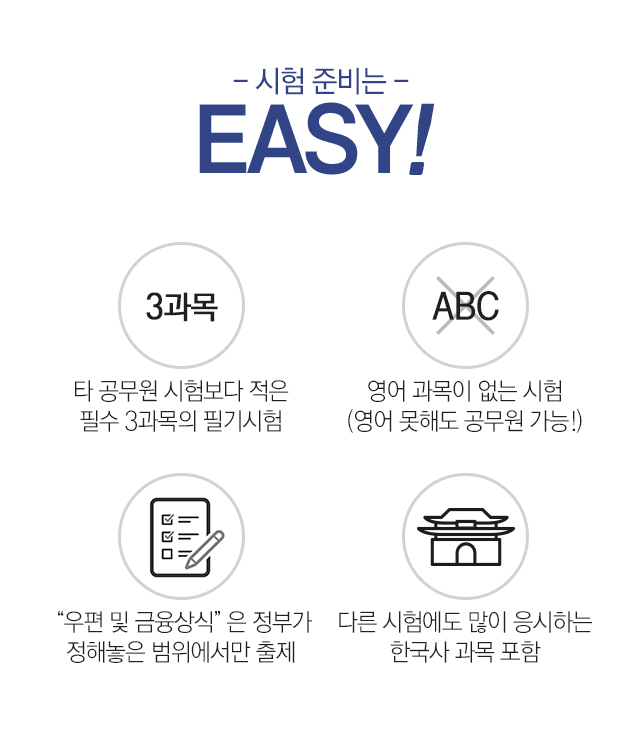 – 시험 준비는 –
EASY!
3과목
ABC
타 공무원 시험보다 적은
필수 3과목의 필기시험
영어 과목이 없는 시험
(영어 못해도 공무원 가능!)
“우편 및 금융상식” 은 정부가
정해놓은 범위에서만 출제
다른 시험에도 많이 응시하는
한국사 과목 포함